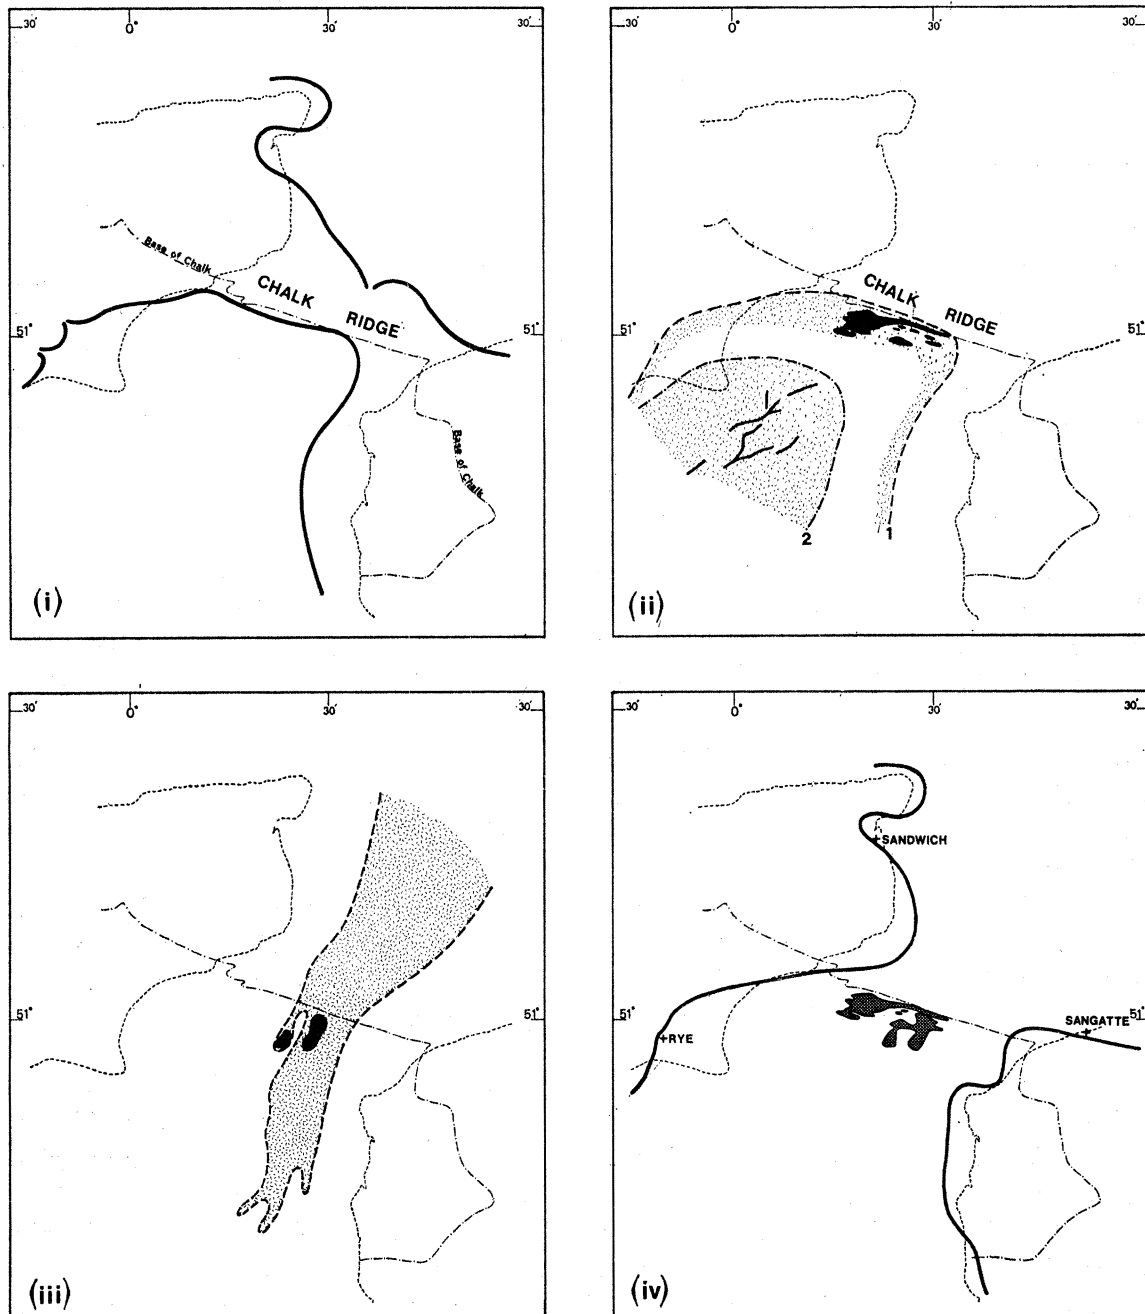 30' 0° 30' 30'
Base of Chalk
CHALK
RIDGE
51° 51°
Base of Chalk
(i)
30' 0° 30' 30'
CHALK
RIDGE
51° 51°
2 1
(ii)
30' 0° 30' 30'
51° 51°
(iii)
30' 0° 30' 30'
+SANDWICH
51° 51°
SANGATTE
+
+RYE
(iv)